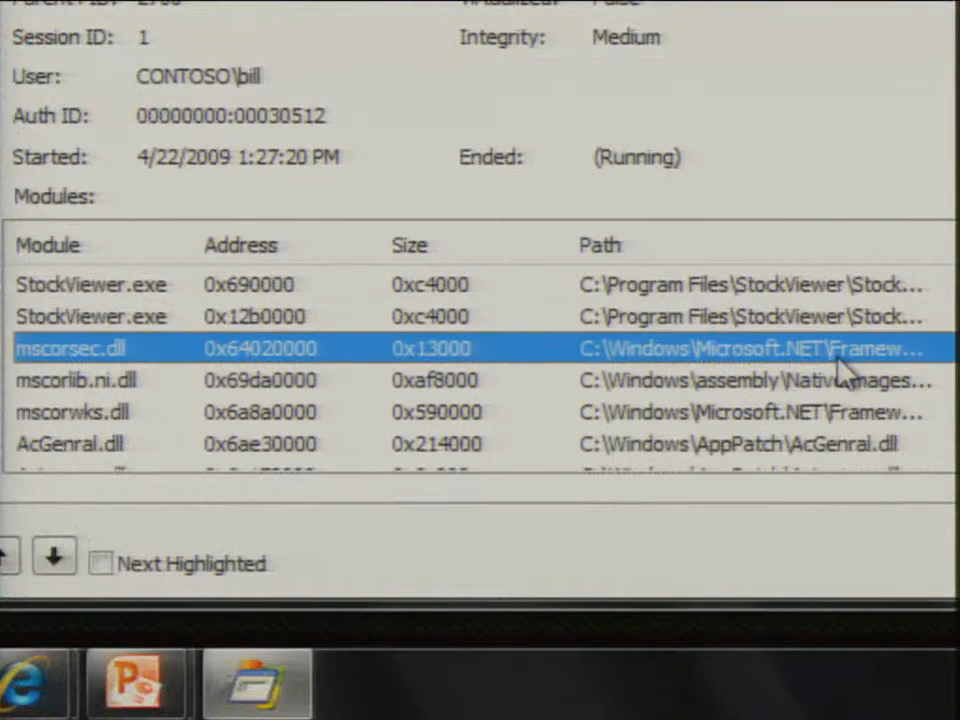 Session ID: 1 Integrity: Medium
User: CONTOSO\bill
Auth ID: 00000000:00030512
Started: 4/22/2009 1:27:20 PM Ended: (Running)
Modules:
Module Address Size Path
StockViewer.exe 0x690000 0xc4000 C:\Program Files\StockViewer\Stock...
StockViewer.exe 0x12b0000 0xc4000 C:\Program Files\StockViewer\Stock...
mscorsec.dll 0x64020000 0x13000 C:\Windows\Microsoft.NET\Framew...
mscorlib.ni.dll 0x69da0000 0xaf8000 C:\Windows\assembly\NativeImages...
mscorwks.dll 0x6a8a0000 0x590000 C:\Windows\Microsoft.NET\Framew...
AcGenral.dll 0x6ae30000 0x214000 C:\Windows\AppPatch\AcGenral.dll
Next Highlighted